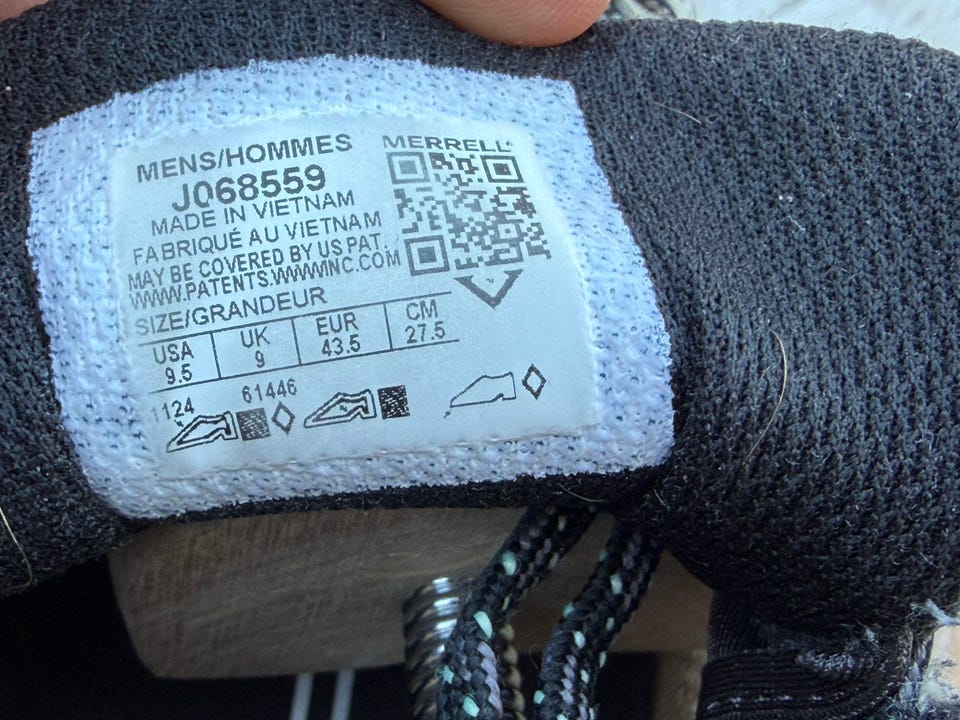 MENS/HOMMES
J068559
MADE IN VIETNAM
FABRIQUÉ AU VIETNAM
MAY BE COVERED BY US PAT.
WWW.PATENTS.WWWINC.COM
SIZE/GRANDEUR
USA UK EUR CM
9.5 9 43.5 27.5
1124 61446
MERRELL